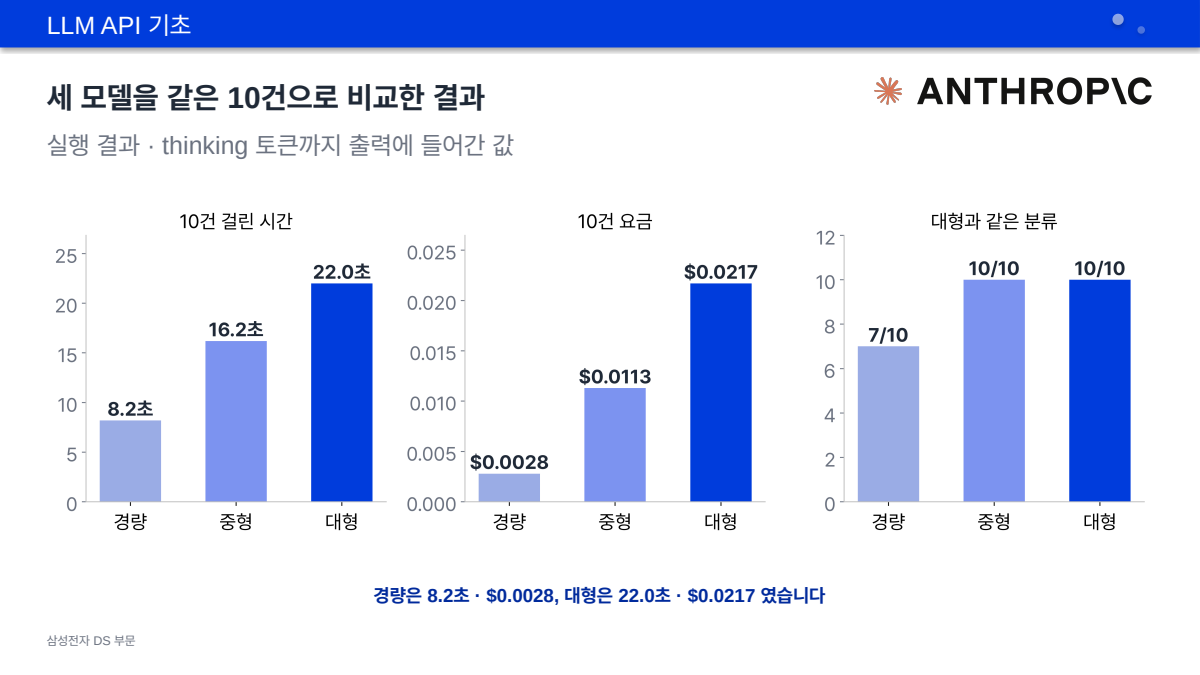 LLM API 기초
세 모델을 같은 10건으로 비교한 결과
ANTHROP\C
실행 결과 · thinking 토큰까지 출력에 들어간 값
10건 걸린 시간
25
20
15
10
5
0
8.2초
16.2초
22.0초
경량
중형
대형
10건 요금
0.025
0.020
0.015
0.010
0.005
0.000
$0.0028
$0.0113
$0.0217
경량
중형
대형
대형과 같은 분류
12
10
8
6
4
2
0
7/10
10/10
10/10
경량
중형
대형
경량은 8.2초 · $0.0028, 대형은 22.0초 · $0.0217 였습니다
삼성전자 DS 부문